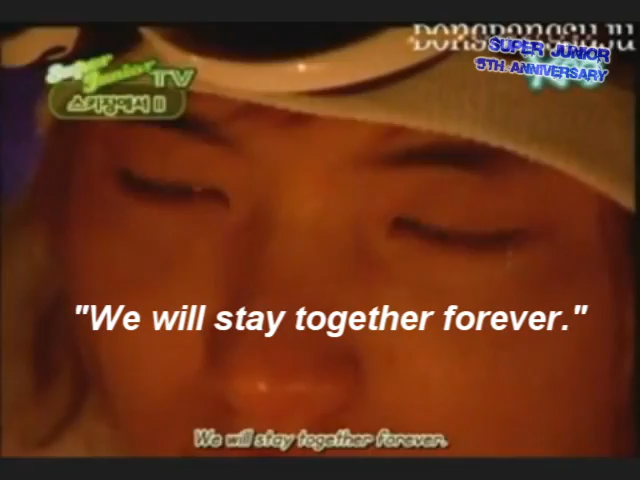 DONGBANGSHJU
SUPER JUNIOR
5TH ANNIVERSARY
Super
Junior TV
스키장에서 II
"We will stay together forever."
We will stay together forever.